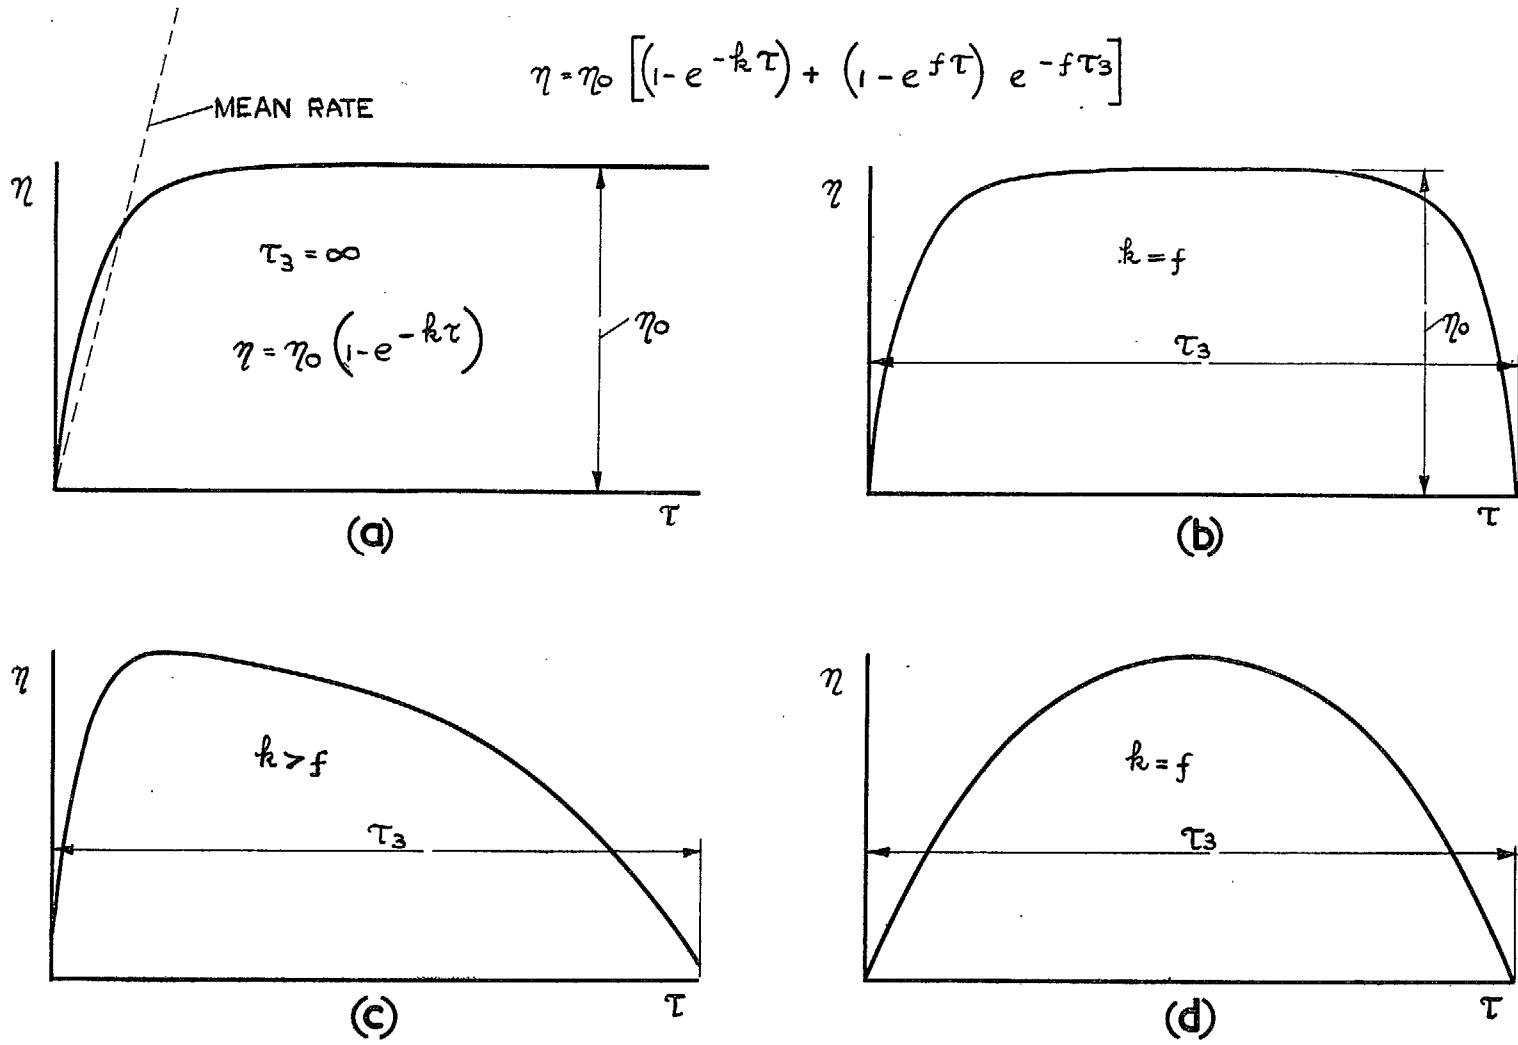 η = η₀ [(1 - e^{-kτ}) + (1 - e^{fτ}) e^{-fτ₃}]
MEAN RATE
η
τ₃ = ∞
η = η₀ (1 - e^{-kτ})
η₀
τ
(a)
η
k = f
τ₃
η₀
τ
(b)
η
k > f
τ₃
τ
(c)
η
k = f
τ₃
τ
(d)